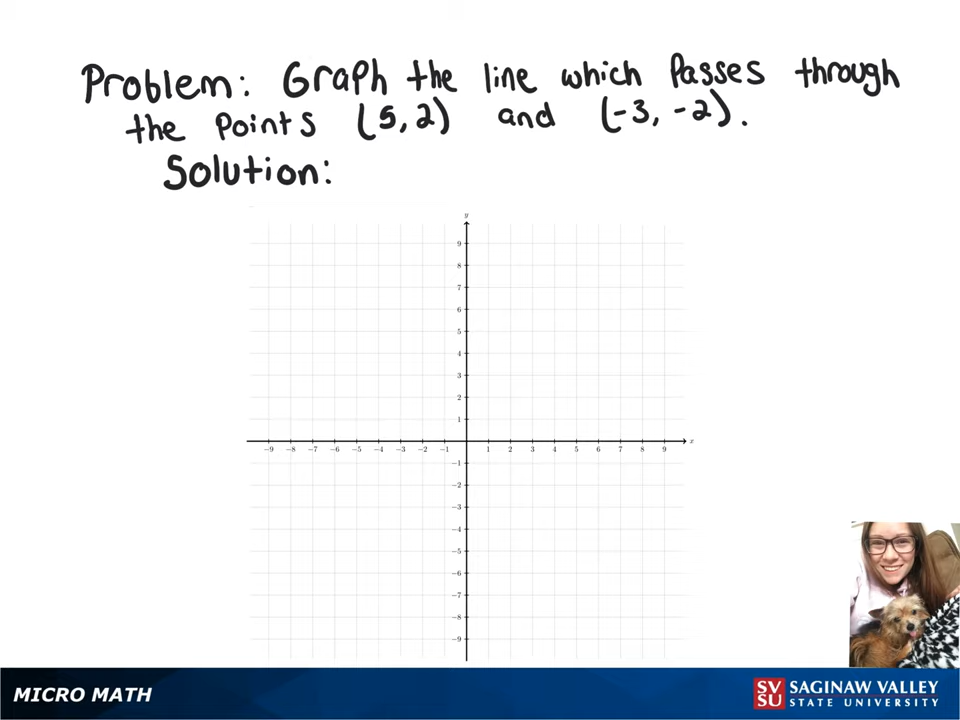 Problem: Graph the line which Passes through
the Points (5, 2) and (-3, -2).
Solution:
y
9
8
7
6
5
4
3
2
1
−9 −8 −7 −6 −5 −4 −3 −2 −1 1 2 3 4 5 6 7 8 9 x
−1
−2
−3
−4
−5
−6
−7
−8
−9
MICRO MATH
SV SAGINAW VALLEY
SU STATE UNIVERSITY